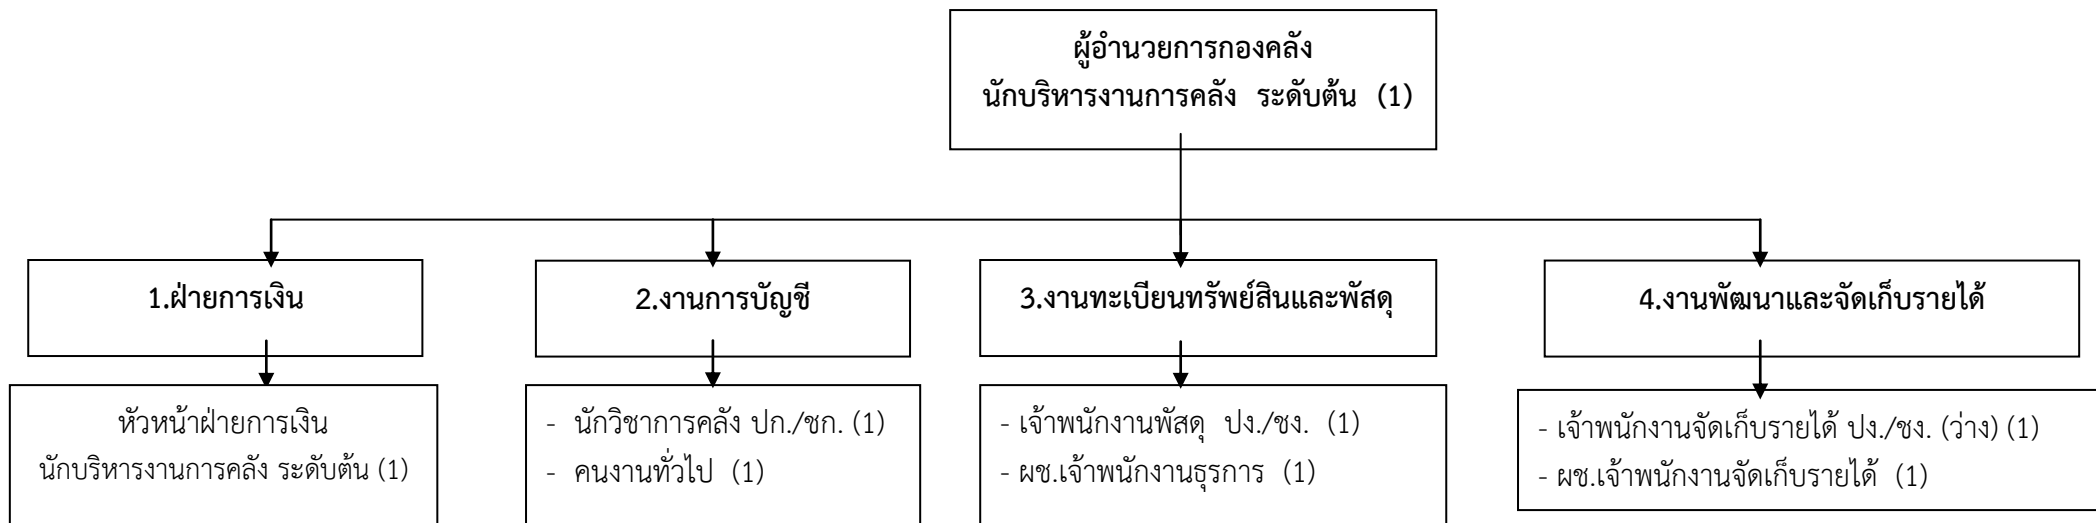 ผู้อำนวยการกองคลัง
นักบริหารงานการคลัง ระดับต้น (1)
1.ฝ่ายการเงิน
2.งานการบัญชี
3.งานทะเบียนทรัพย์สินและพัสดุ
4.งานพัฒนาและจัดเก็บรายได้
หัวหน้าฝ่ายการเงิน
นักบริหารงานการคลัง ระดับต้น (1)
- นักวิชาการคลัง ปก./ชก. (1)
- คนงานทั่วไป (1)
- เจ้าพนักงานพัสดุ ปง./ชง. (1)
- ผช.เจ้าพนักงานธุรการ (1)
- เจ้าพนักงานจัดเก็บรายได้ ปง./ชง. (ว่าง) (1)
- ผช.เจ้าพนักงานจัดเก็บรายได้ (1)